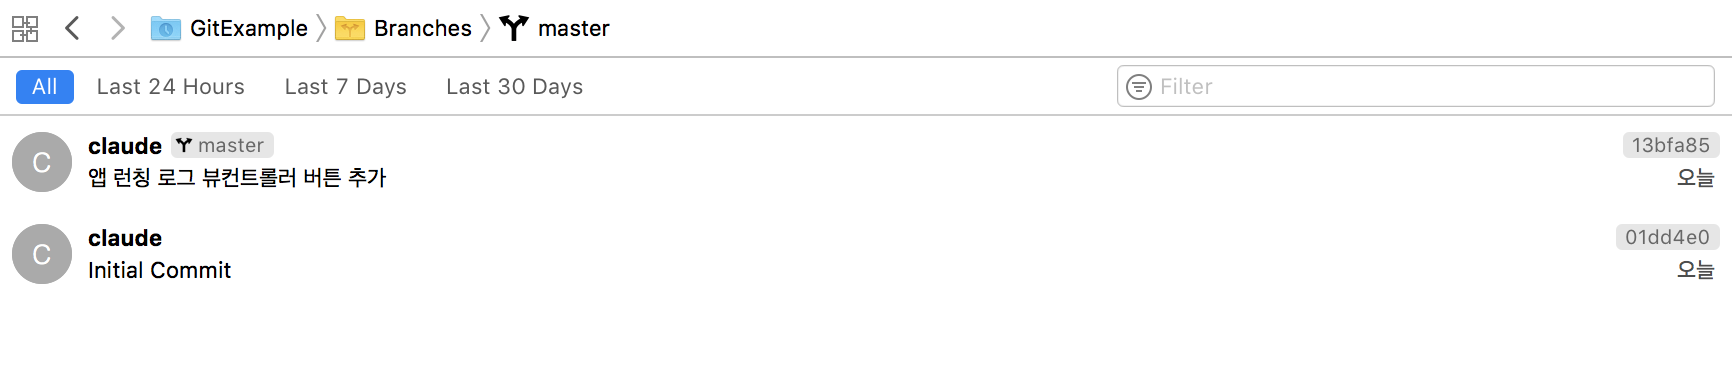 GitExample Branches master
All Last 24 Hours Last 7 Days Last 30 Days Filter
C claude master 13bfa85
앱 런칭 로그 뷰컨트롤러 버튼 추가 오늘
C claude 01dd4e0
Initial Commit 오늘